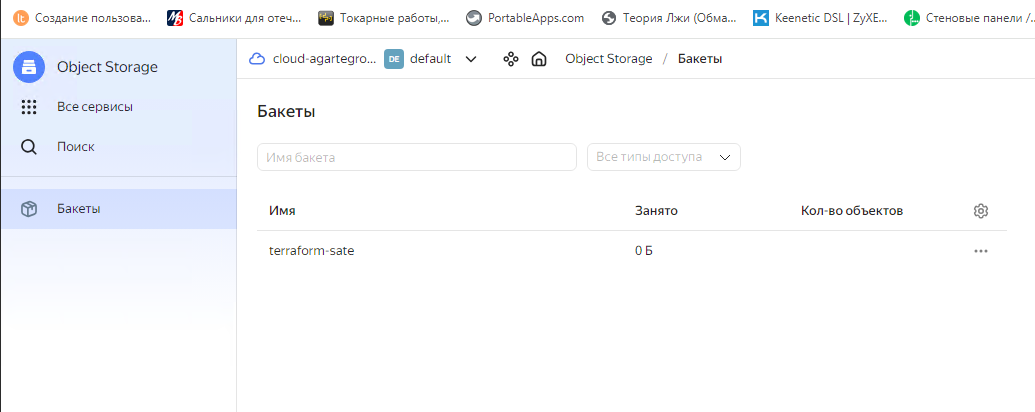 Создание пользова... Сальники для отеч... Токарные работы,... PortableApps.com Теория Лжи (Обма... Keenetic DSL | ZyXE... Стеновые панели /...
Object Storage
cloud-agartegro... DE default Object Storage / Бакеты
Все сервисы
Бакеты
Поиск
Имя бакета Все типы доступа
Бакеты
Имя Занято Кол-во объектов
terraform-sate 0 Б